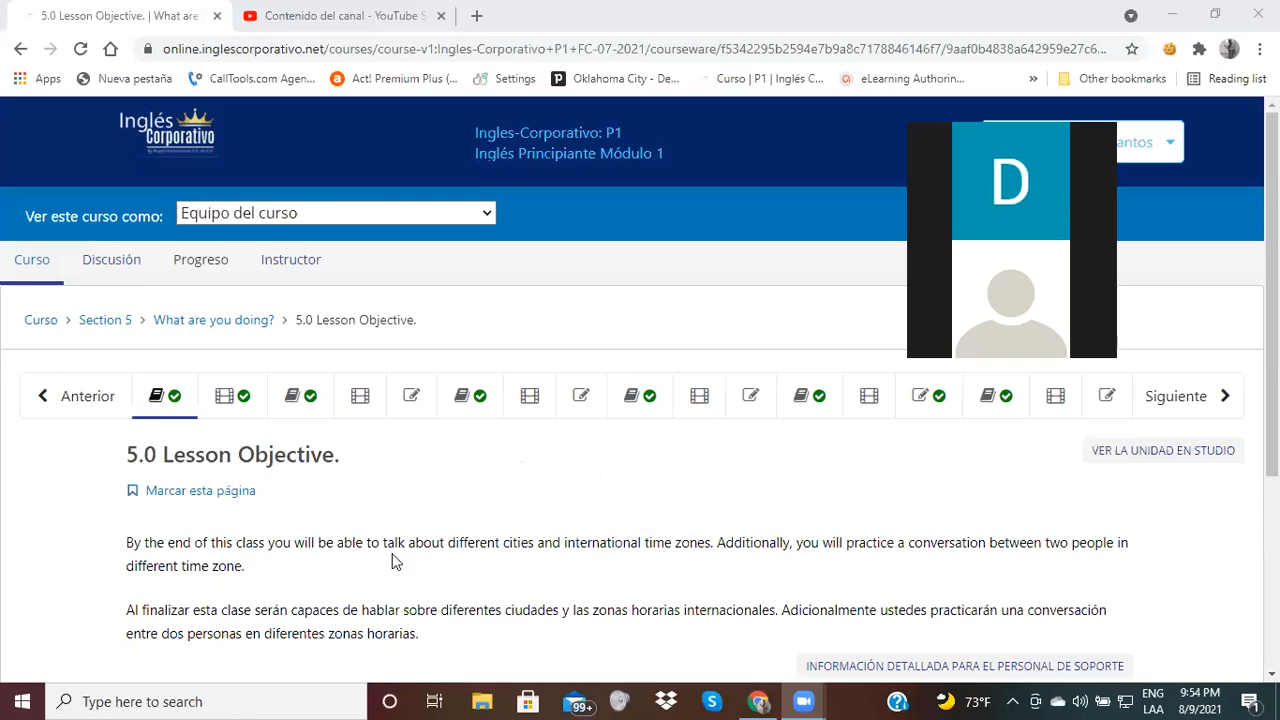 5.0 Lesson Objective. | What are
Contenido del canal - YouTube S
online.inglescorporativo.net/courses/course-v1:Ingles-Corporativo+P1+FC-07-2021/courseware/f5342295b2594e7b9a8c7178846146f7/9aaf0b4838a642959e27c6...
Apps Nueva pestaña CallTools.com Agen... Act! Premium Plus (... Settings Oklahoma City - De... Curso | P1 | Inglés C... eLearning Authorin... » Other bookmarks Reading list
Inglés
Corporativo
Ingles-Corporativo: P1
Inglés Principiante Módulo 1
antos
D
Ver este curso como: Equipo del curso
Curso Discusión Progreso Instructor
Curso > Section 5 > What are you doing? > 5.0 Lesson Objective.
Anterior Siguiente
5.0 Lesson Objective.
VER LA UNIDAD EN STUDIO
Marcar esta página
By the end of this class you will be able to talk about different cities and international time zones. Additionally, you will practice a conversation between two people in
different time zone.
Al finalizar esta clase serán capaces de hablar sobre diferentes ciudades y las zonas horarias internacionales. Adicionalmente ustedes practicarán una conversación
entre dos personas en diferentes zonas horarias.
INFORMACIÓN DETALLADA PARA EL PERSONAL DE SOPORTE
Type here to search
99+
73°F
ENG
LAA
9:54 PM
8/9/2021
1